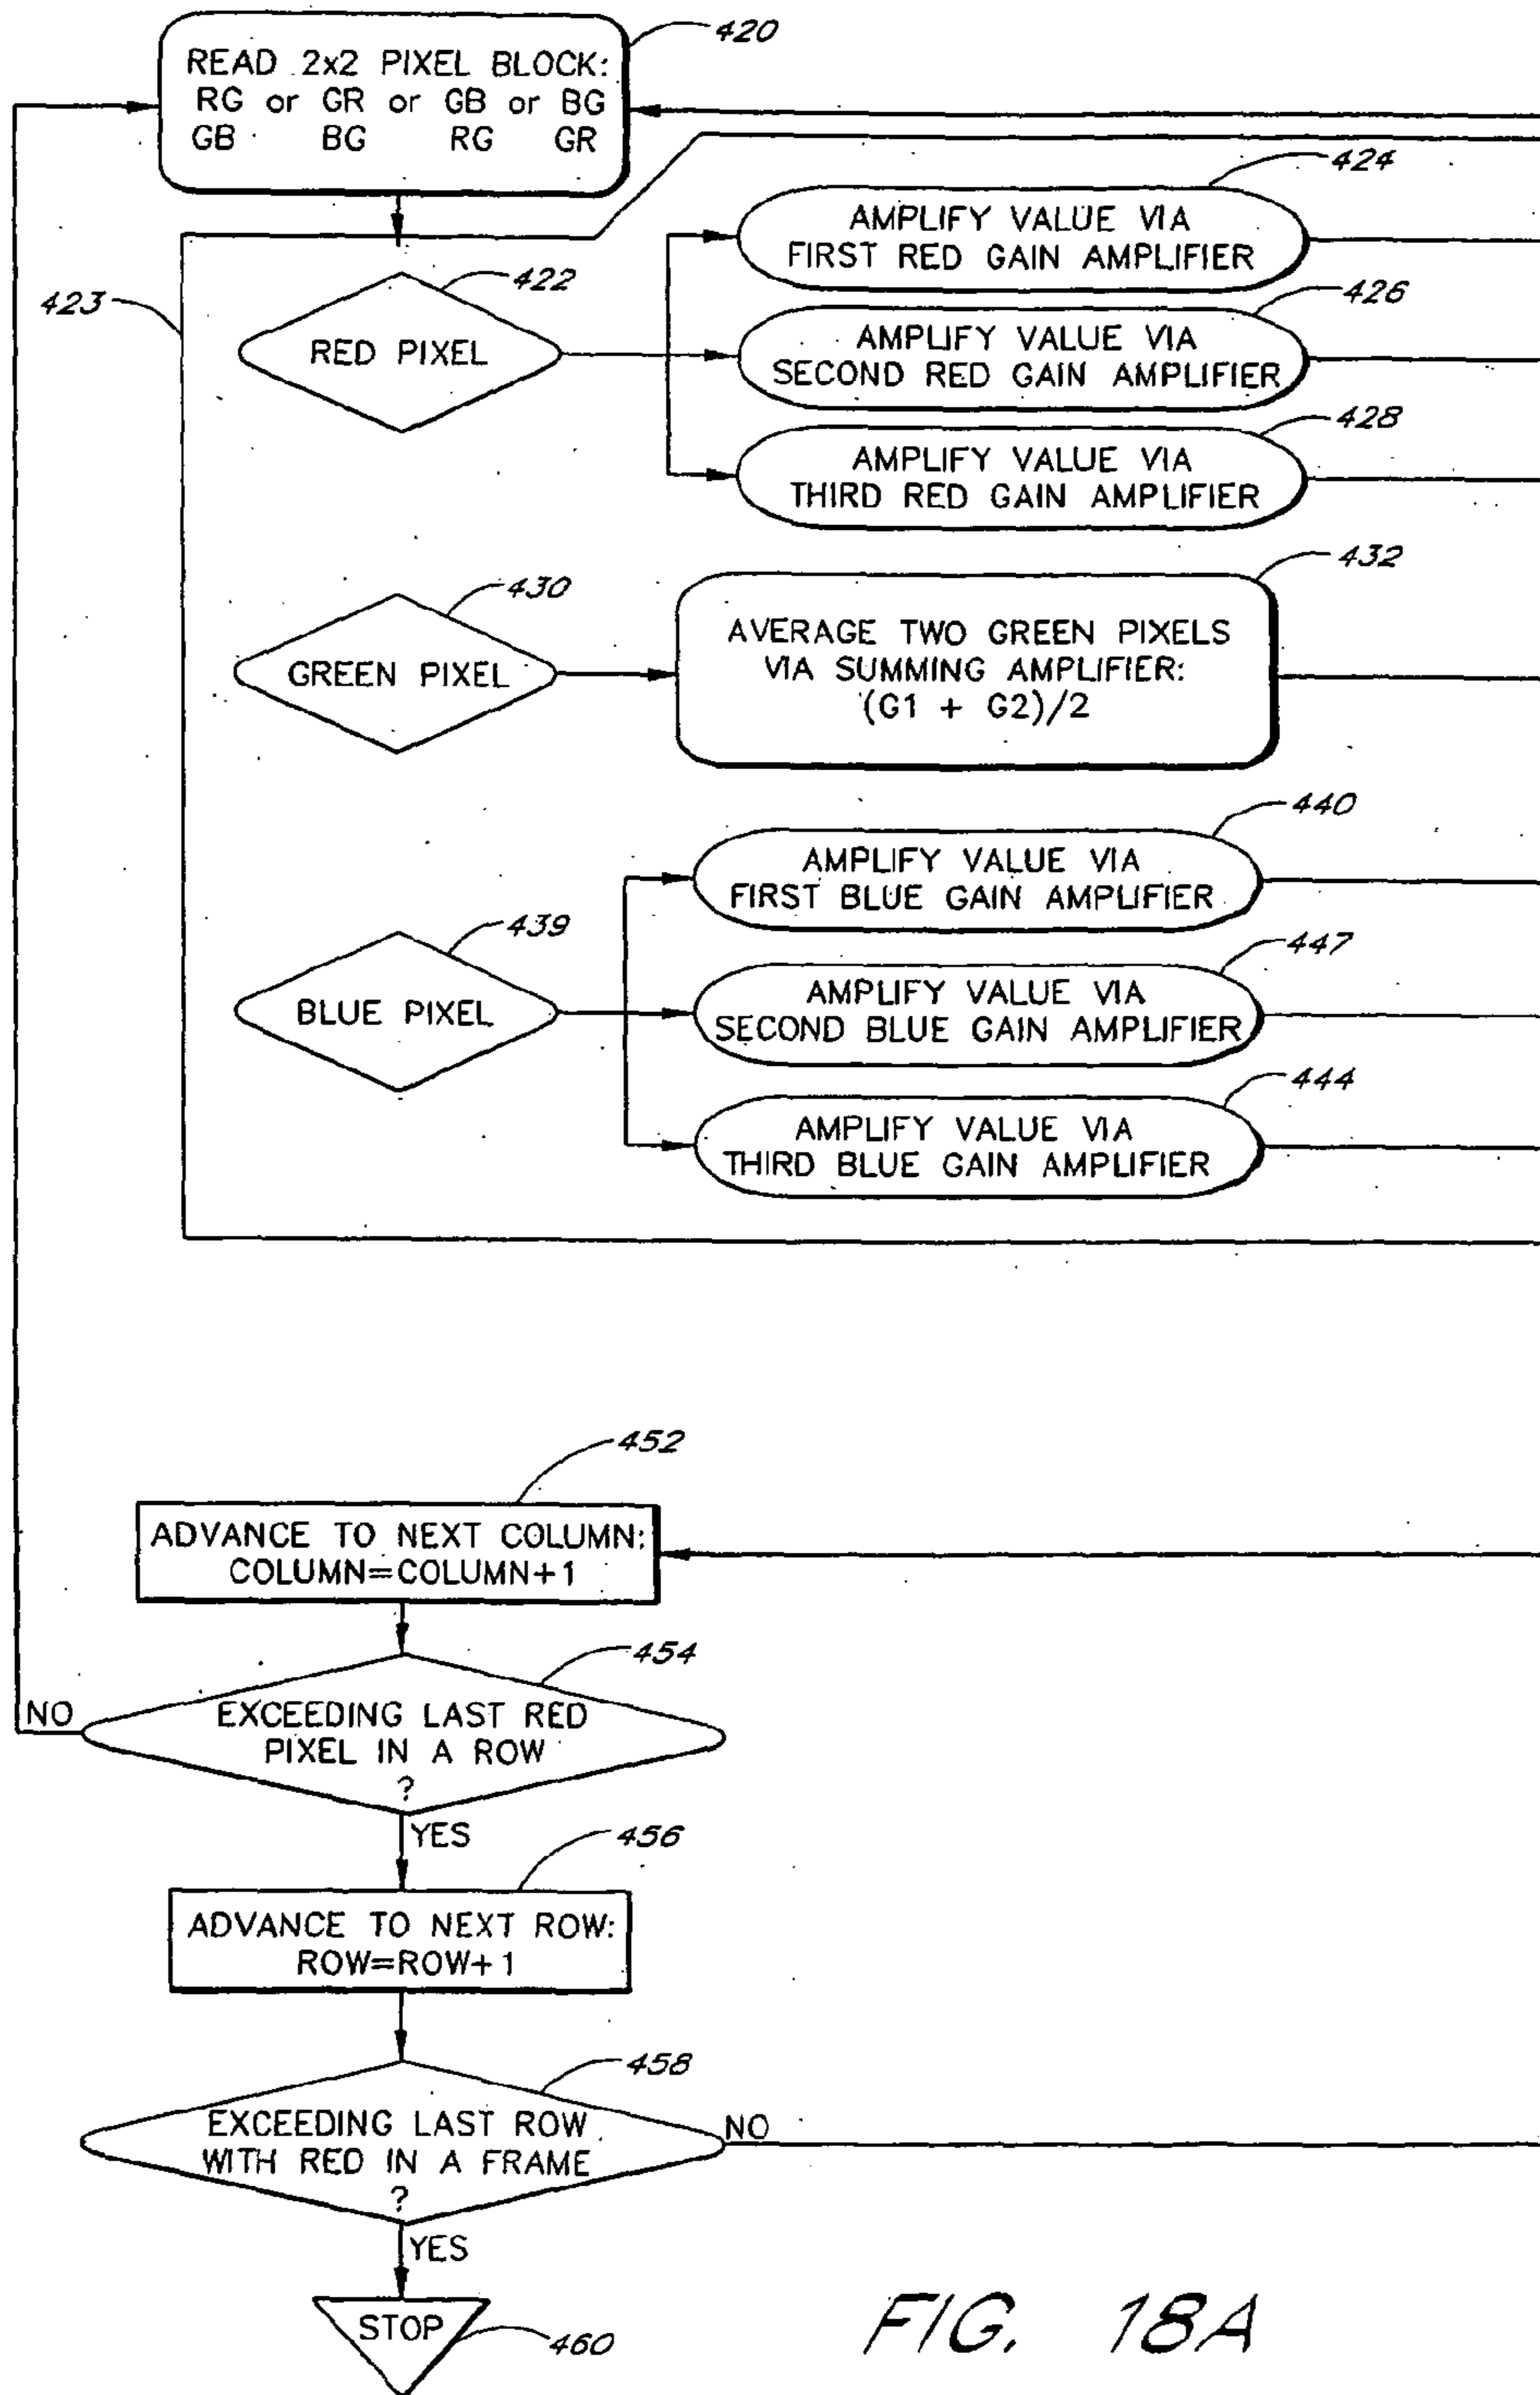 420
READ 2x2 PIXEL BLOCK:
RG or GR or GB or BG
GB BG RG GR
424
AMPLIFY VALUE VIA
FIRST RED GAIN AMPLIFIER
423
422
RED PIXEL
426
AMPLIFY VALUE VIA
SECOND RED GAIN AMPLIFIER
428
AMPLIFY VALUE VIA
THIRD RED GAIN AMPLIFIER
430
GREEN PIXEL
432
AVERAGE TWO GREEN PIXELS
VIA SUMMING AMPLIFIER:
(G1 + G2)/2
440
AMPLIFY VALUE VIA
FIRST BLUE GAIN AMPLIFIER
439
BLUE PIXEL
447
AMPLIFY VALUE VIA
SECOND BLUE GAIN AMPLIFIER
444
AMPLIFY VALUE VIA
THIRD BLUE GAIN AMPLIFIER
452
ADVANCE TO NEXT COLUMN:
COLUMN=COLUMN+1
454
EXCEEDING LAST RED
PIXEL IN A ROW
?
NO
YES
456
ADVANCE TO NEXT ROW:
ROW=ROW+1
458
EXCEEDING LAST ROW
WITH RED IN A FRAME
?
NO
YES
STOP
460
FIG. 18A